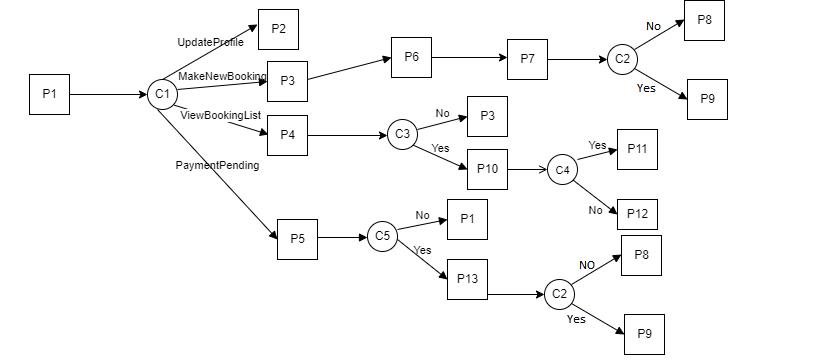 P1
C1
UpdateProfile
P2
MakeNewBooking
P3
P6
P7
C2
No
P8
Yes
P9
ViewBookingList
P4
C3
No
P3
Yes
P10
C4
Yes
P11
No
P12
PaymentPending
P5
C5
No
P1
Yes
P13
C2
NO
P8
Yes
P9